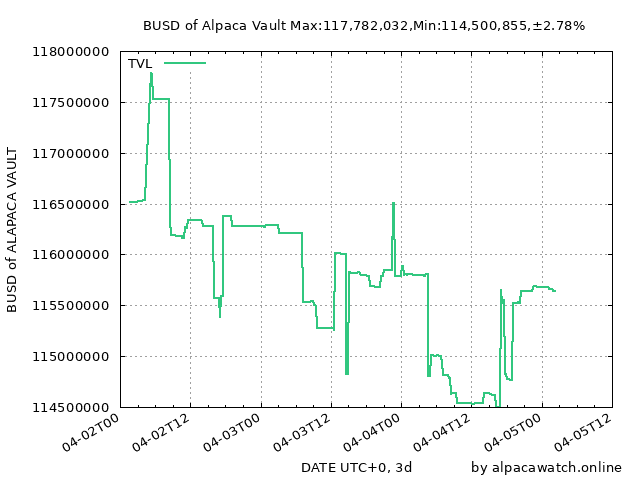 BUSD of Alpaca Vault Max:117,782,032,Min:114,500,855,±2.78%
TVL
118000000
117500000
117000000
116500000
116000000
115500000
115000000
114500000
BUSD of ALAPACA VAULT
04-02T00
04-02T12
04-03T00
04-03T12
04-04T00
04-04T12
04-05T00
04-05T12
DATE UTC+0, 3d
by alpacawatch.online